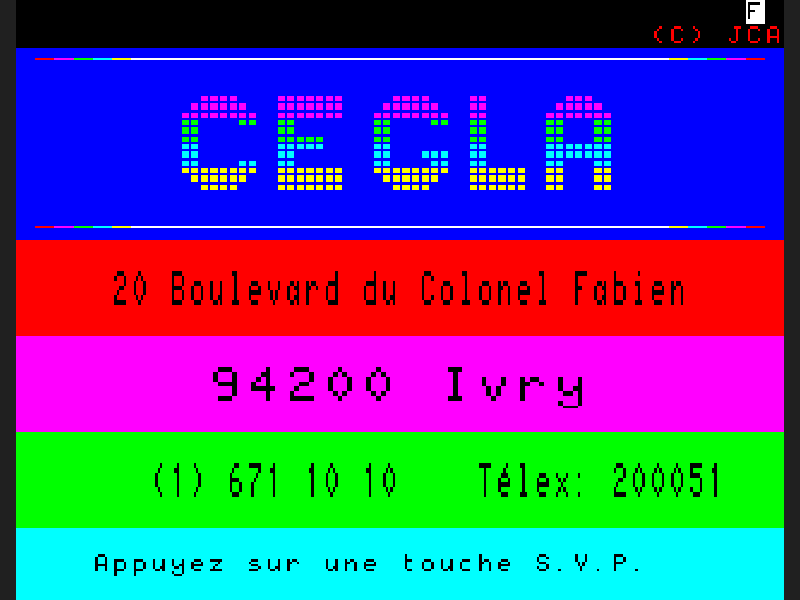 F
(C) JCA
CEGLA
20 Boulevard du Colonel Fabien
94200 Ivry
(1) 671 10 10 Télex: 200051
Appuyez sur une touche S.V.P.